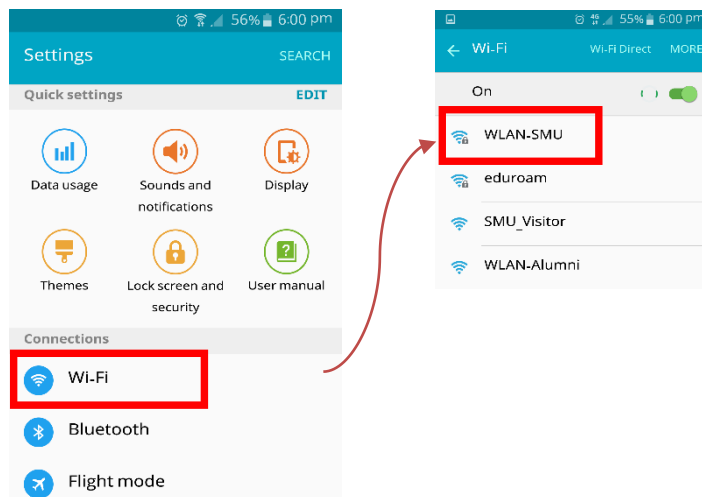 56% 6:00 pm
Settings SEARCH
Quick settings EDIT
Data usage
Sounds and
notifications
Display
Themes
Lock screen and
security
User manual
Connections
Wi-Fi
Bluetooth
Flight mode
4G 55% 6:00 pm
Wi-Fi Wi-Fi Direct MORE
On
WLAN-SMU
eduroam
SMU_Visitor
WLAN-Alumni